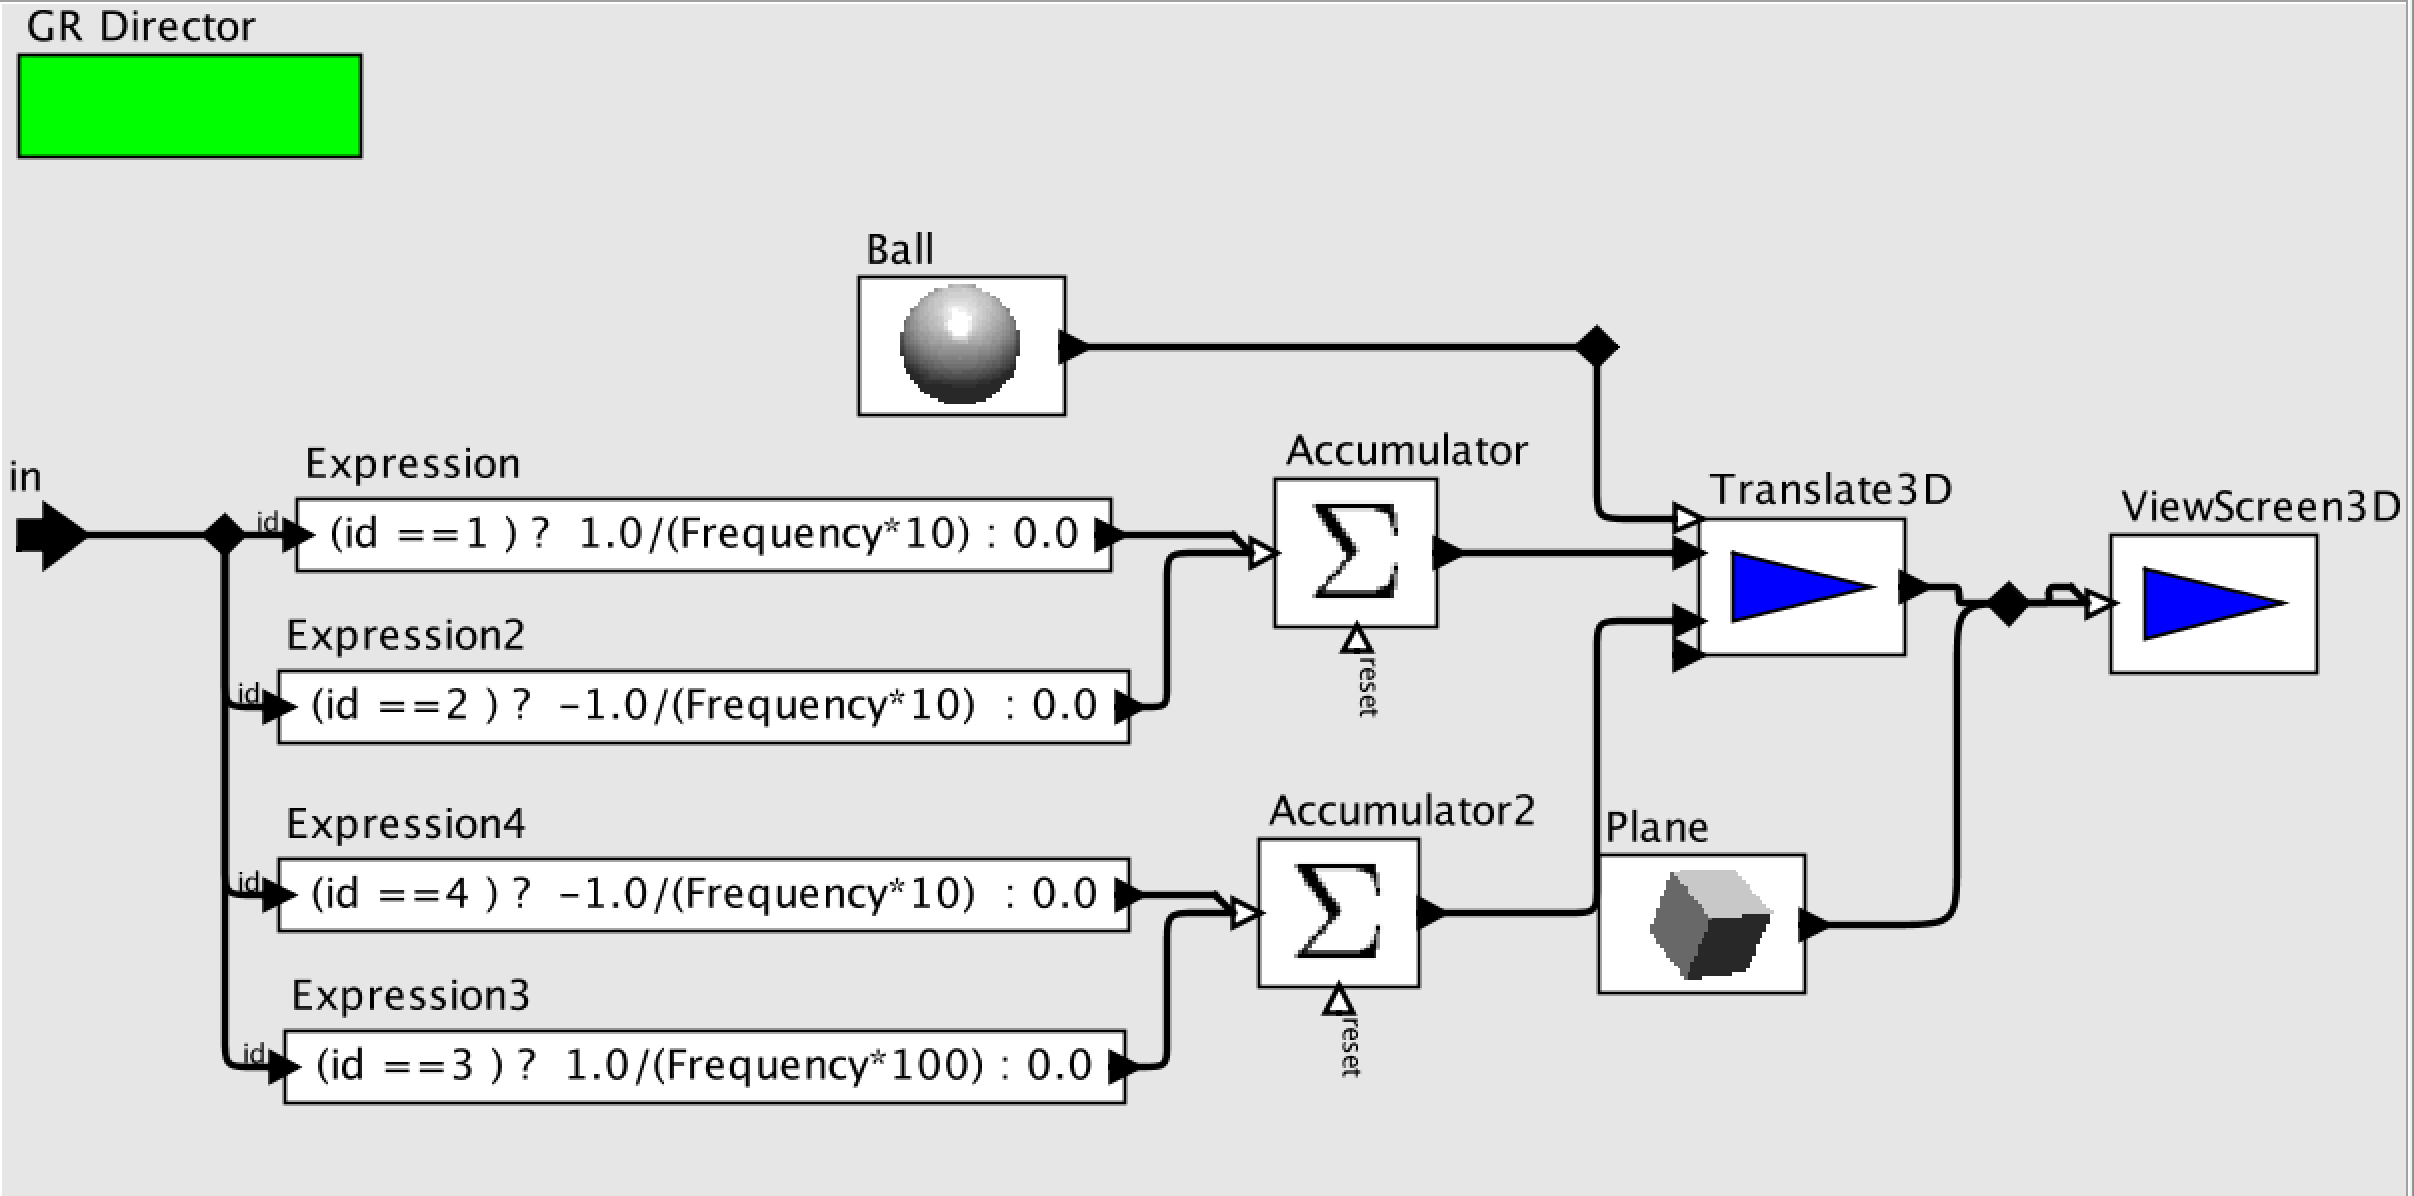 GR Director
Ball
in
Expression
id
(id ==1 ) ?  1.0/(Frequency*10) : 0.0
Accumulator
reset
Translate3D
ViewScreen3D
Expression2
id
(id ==2 ) ?  -1.0/(Frequency*10)  : 0.0
Expression4
id
(id ==4 ) ?  -1.0/(Frequency*10)  : 0.0
Accumulator2
reset
Plane
Expression3
id
(id ==3 ) ?  1.0/(Frequency*100) : 0.0